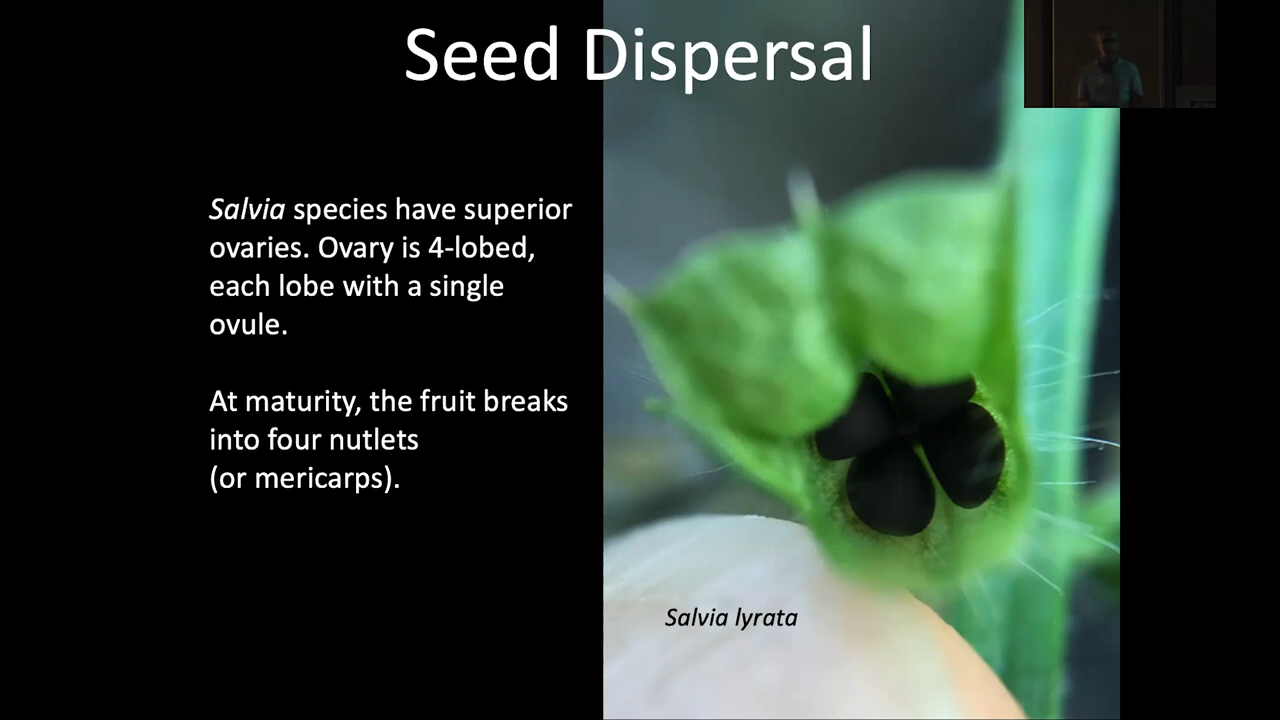 Seed Dispersal
Salvia species have superior
ovaries. Ovary is 4-lobed,
each lobe with a single
ovule.
At maturity, the fruit breaks
into four nutlets
(or mericarps).
Salvia lyrata